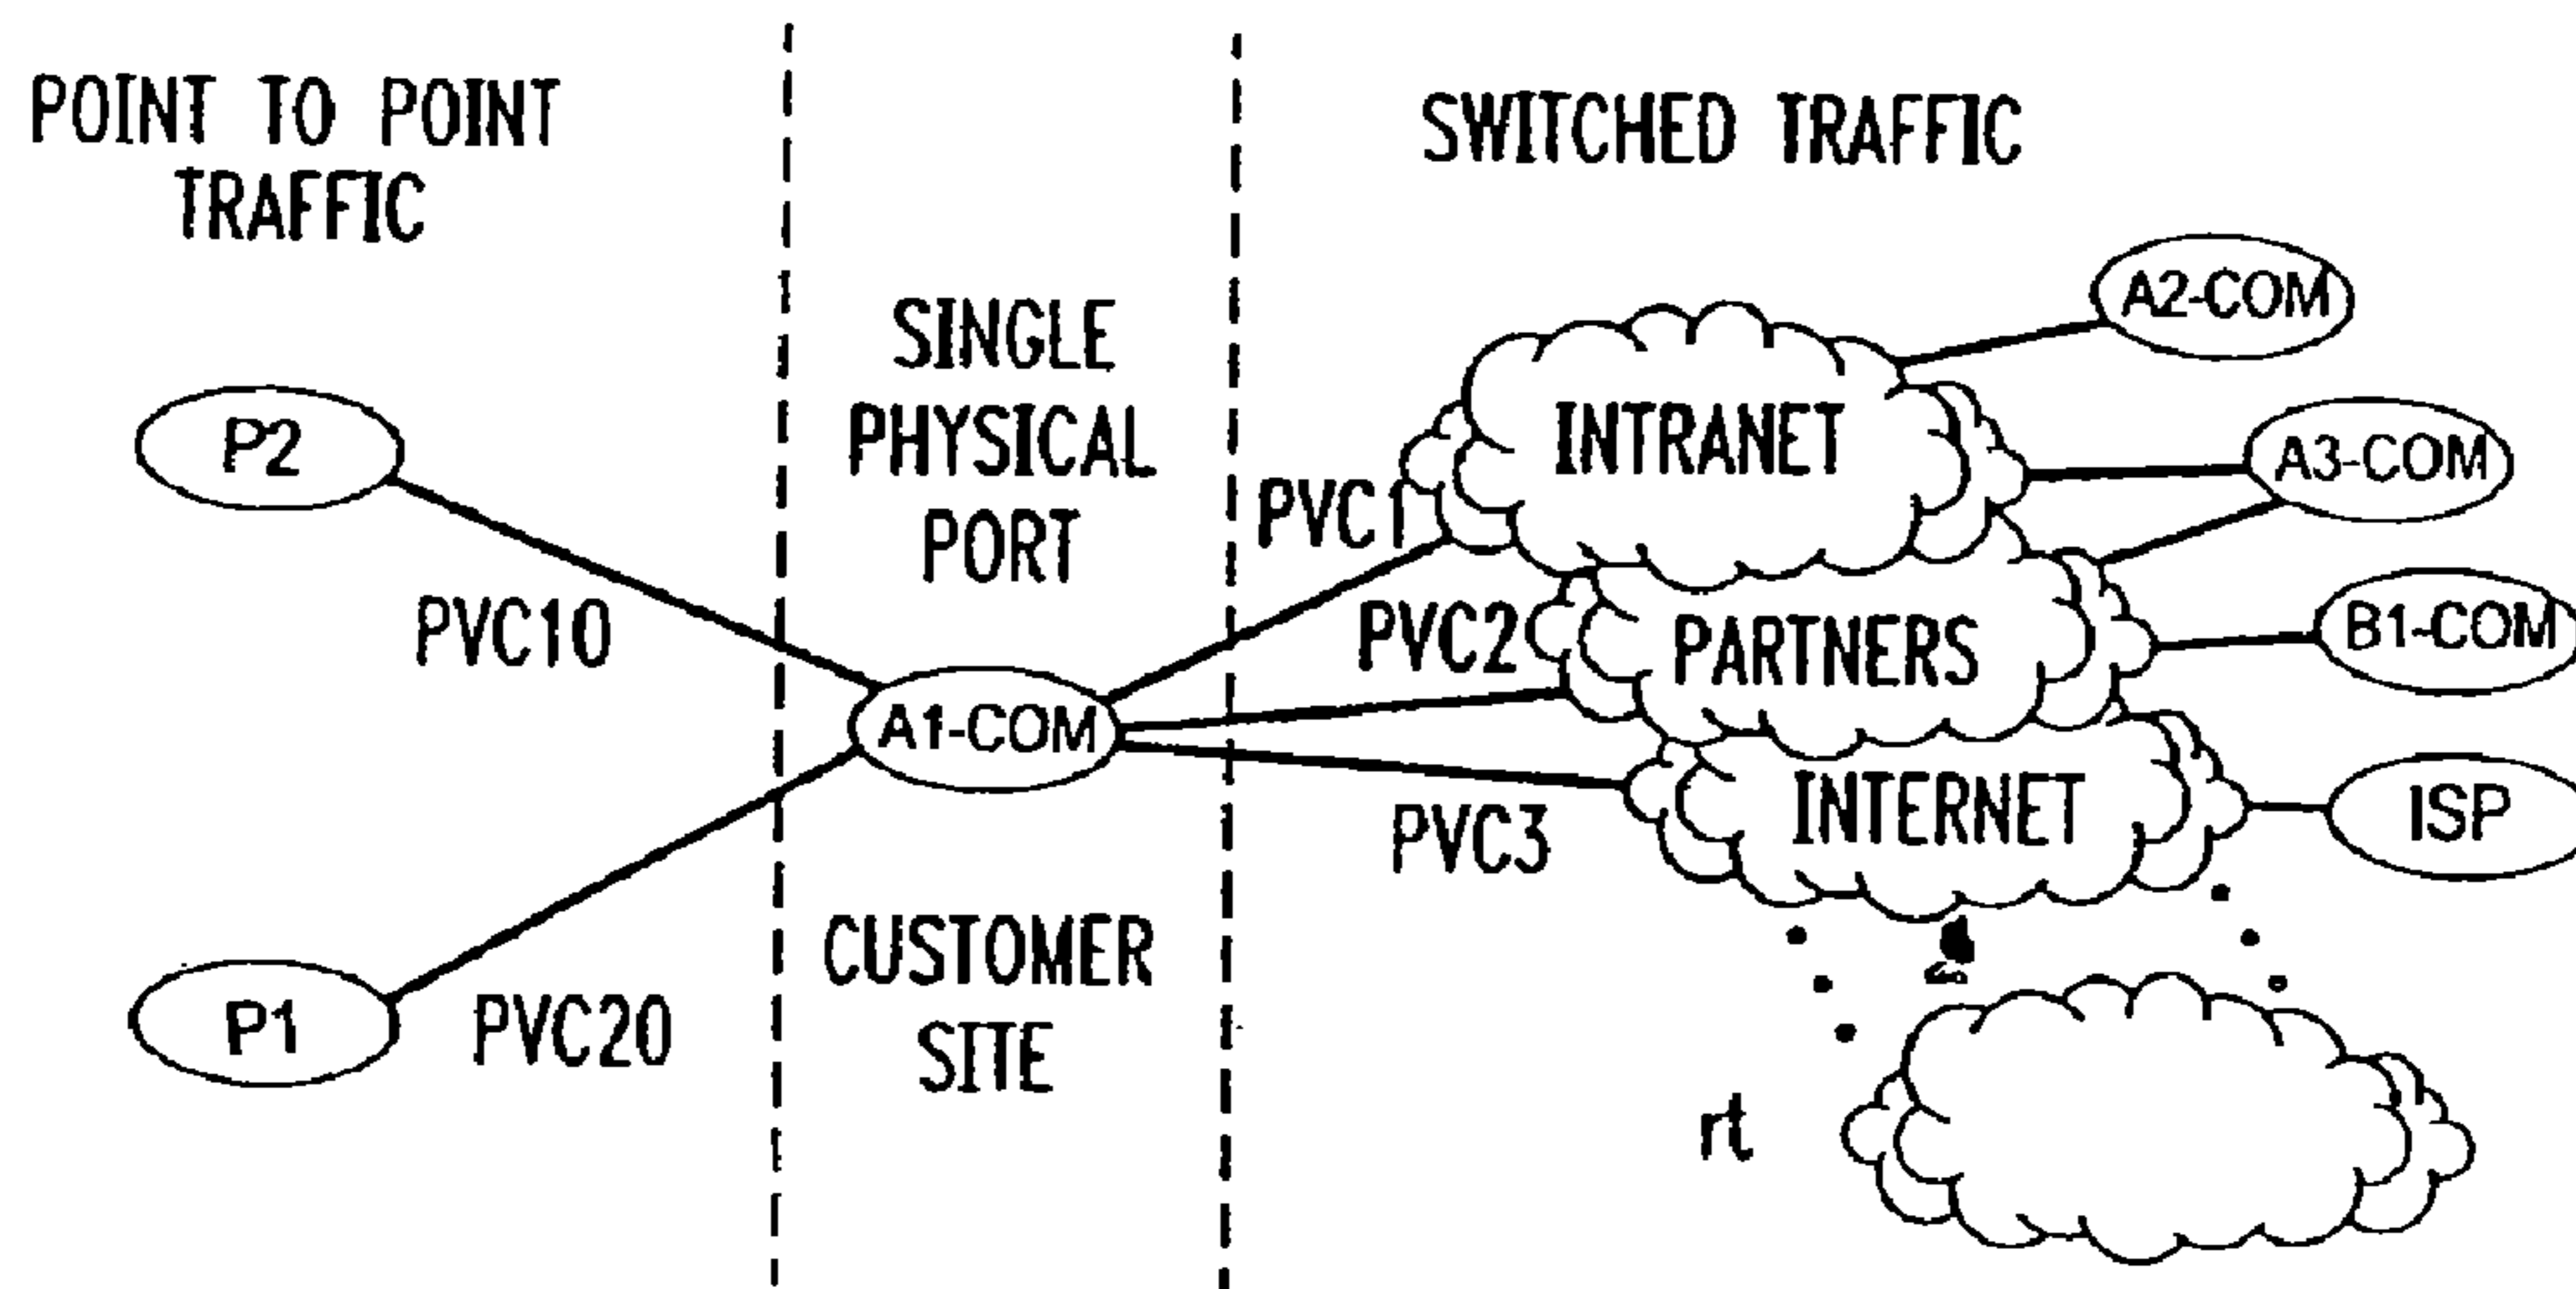 POINT TO POINT
TRAFFIC
SWITCHED TRAFFIC
SINGLE
PHYSICAL
PORT
P2
PVC10
A1-COM
P1
PVC20
CUSTOMER
SITE
PVC1
PVC2
PVC3
INTRANET
PARTNERS
INTERNET
A2-COM
A3-COM
B1-COM
ISP
rt